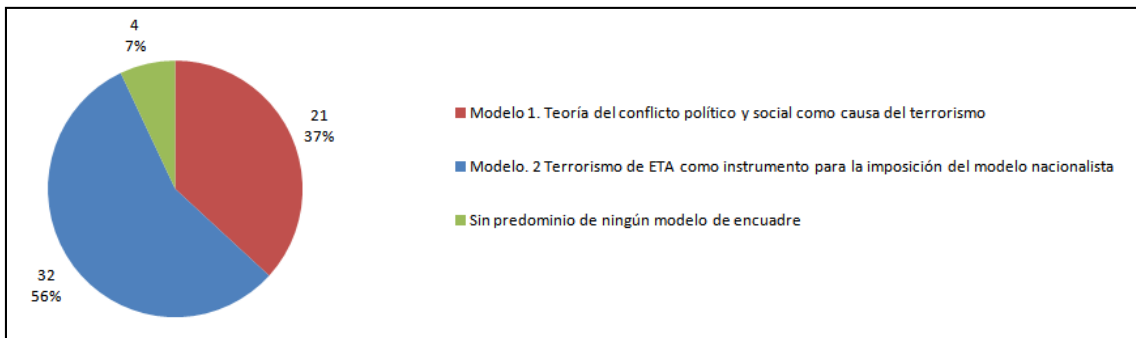 4
7%
21
37%
32
56%
Modelo 1. Teoría del conflicto político y social como causa del terrorismo
Modelo. 2 Terrorismo de ETA como instrumento para la imposición del modelo nacionalista
Sin predominio de ningún modelo de encuadre